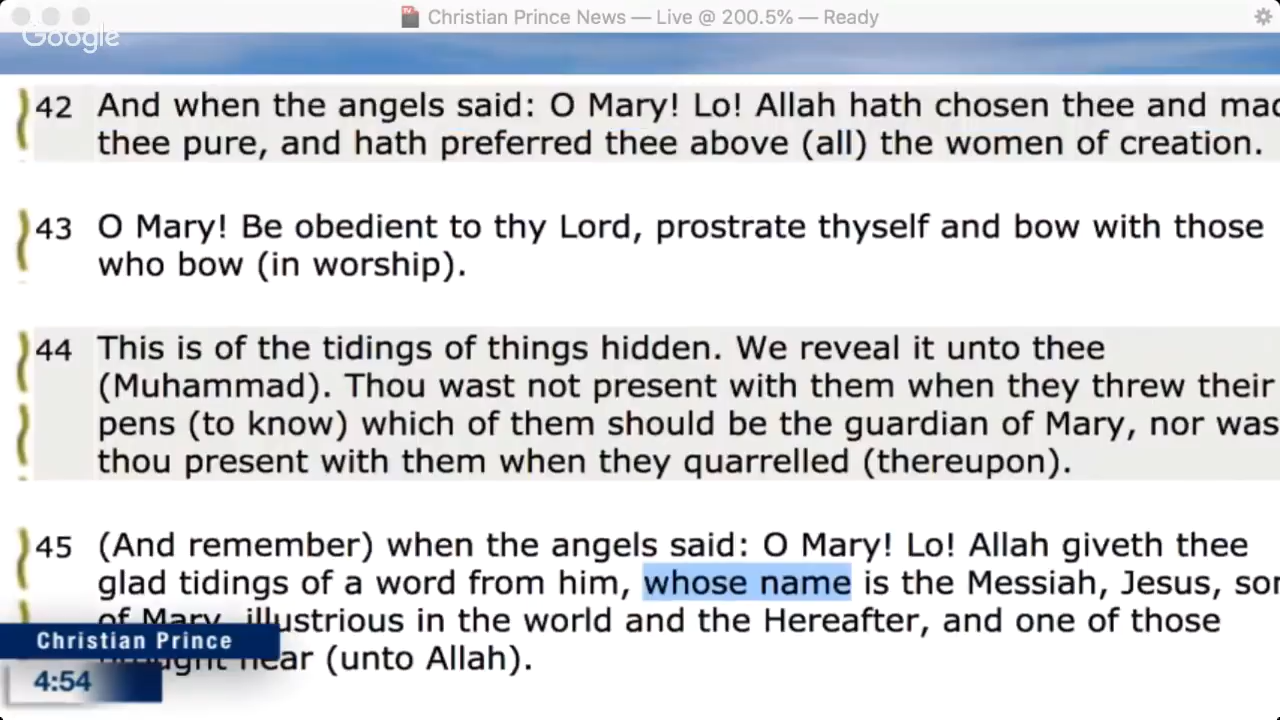 Christian Prince News — Live @ 200.5% — Ready
Google
42 And when the angels said: O Mary! Lo! Allah hath chosen thee and mad
thee pure, and hath preferred thee above (all) the women of creation.
43 O Mary! Be obedient to thy Lord, prostrate thyself and bow with those
who bow (in worship).
44 This is of the tidings of things hidden. We reveal it unto thee
(Muhammad). Thou wast not present with them when they threw their
pens (to know) which of them should be the guardian of Mary, nor was
thou present with them when they quarrelled (thereupon).
45 (And remember) when the angels said: O Mary! Lo! Allah giveth thee
glad tidings of a word from him, whose name is the Messiah, Jesus, son
of Mary, illustrious in the world and the Hereafter, and one of those
brought near (unto Allah).
Christian Prince
4:54